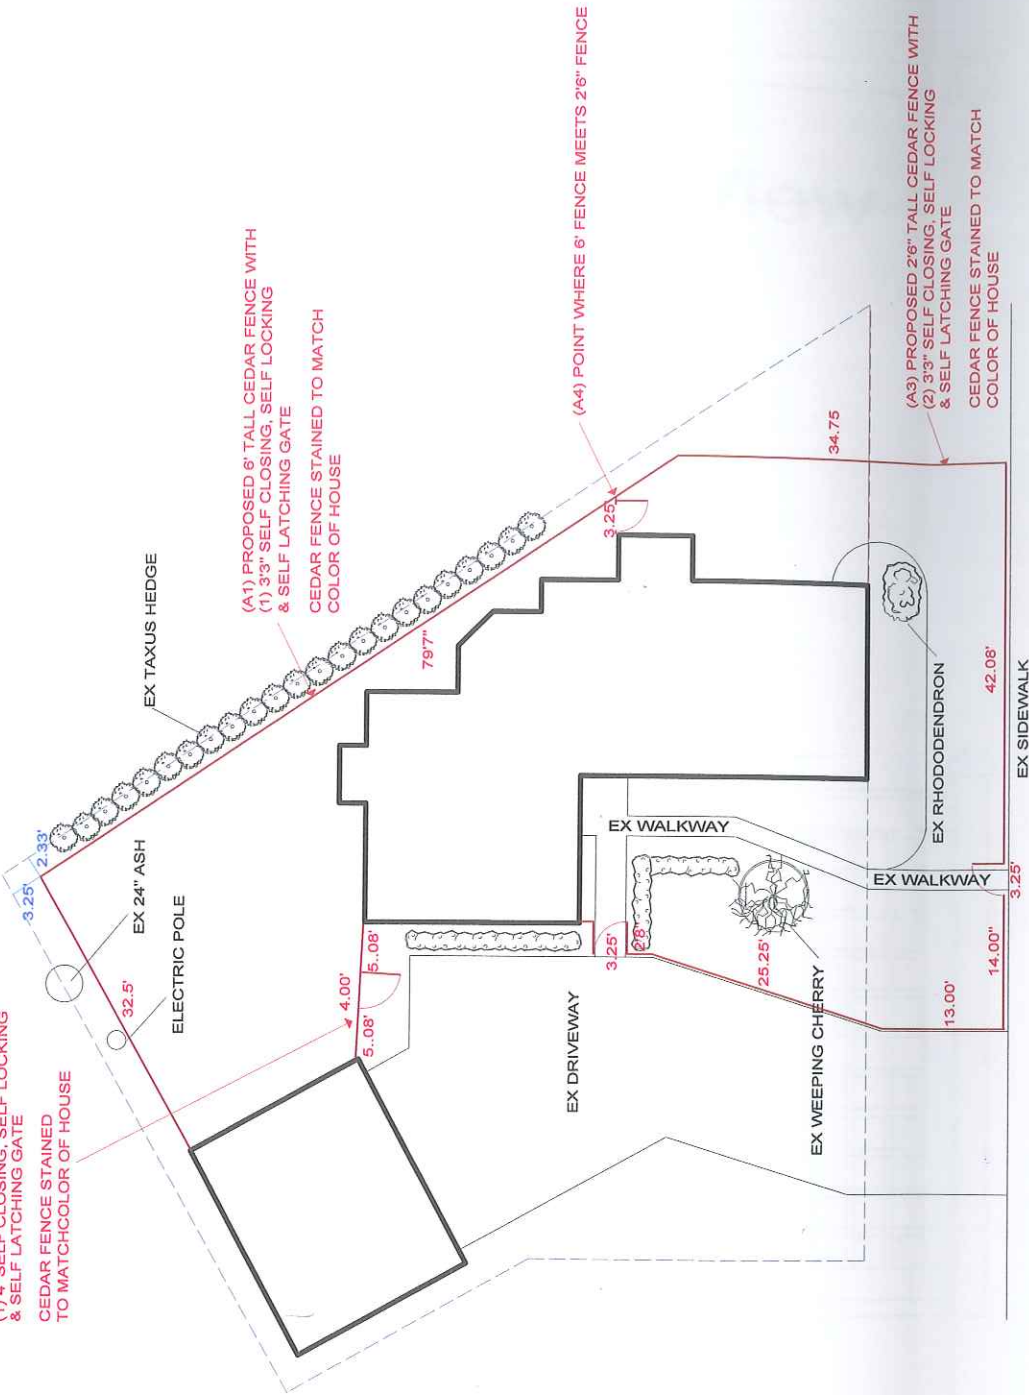 (1) 4' SELF CLOSING, SELF LOCKING
& SELF LATCHING GATE
CEDAR FENCE STAINED
TO MATCHCOLOR OF HOUSE
3.25'
2.33'
EX 24" ASH
32.5'
ELECTRIC POLE
EX TAXUS HEDGE
(A1) PROPOSED 6' TALL CEDAR FENCE WITH
(1) 3'3" SELF CLOSING, SELF LOCKING
& SELF LATCHING GATE
CEDAR FENCE STAINED TO MATCH
COLOR OF HOUSE
79'7"
(A4) POINT WHERE 6' FENCE MEETS 2'6" FENCE
3.25'
5..08'
4.00'
5..08'
EX DRIVEWAY
3.25'
2'8"
EX WALKWAY
25.25'
EX WEEPING CHERRY
13.00'
14.00"
EX WALKWAY
3.25'
EX RHODODENDRON
42.08'
EX SIDEWALK
34.75
(A3) PROPOSED 2'6" TALL CEDAR FENCE WITH
(2) 3'3" SELF CLOSING, SELF LOCKING
& SELF LATCHING GATE
CEDAR FENCE STAINED TO MATCH
COLOR OF HOUSE